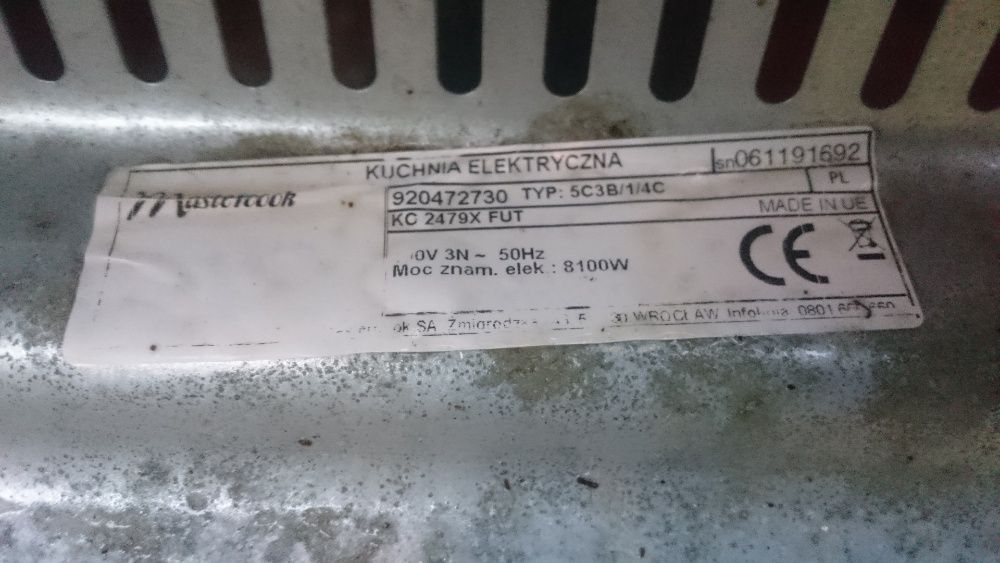 KUCHNIA ELEKTRYCZNA
sn061191692
Mastercook
920472730 TYP: 5C3B/1/4C
PL
KC 2479X FUT
MADE IN UE
0V 3N ~ 50Hz
Moc znam. elek.: 8100W
CE
SA WROCŁAW Infolinia 0801